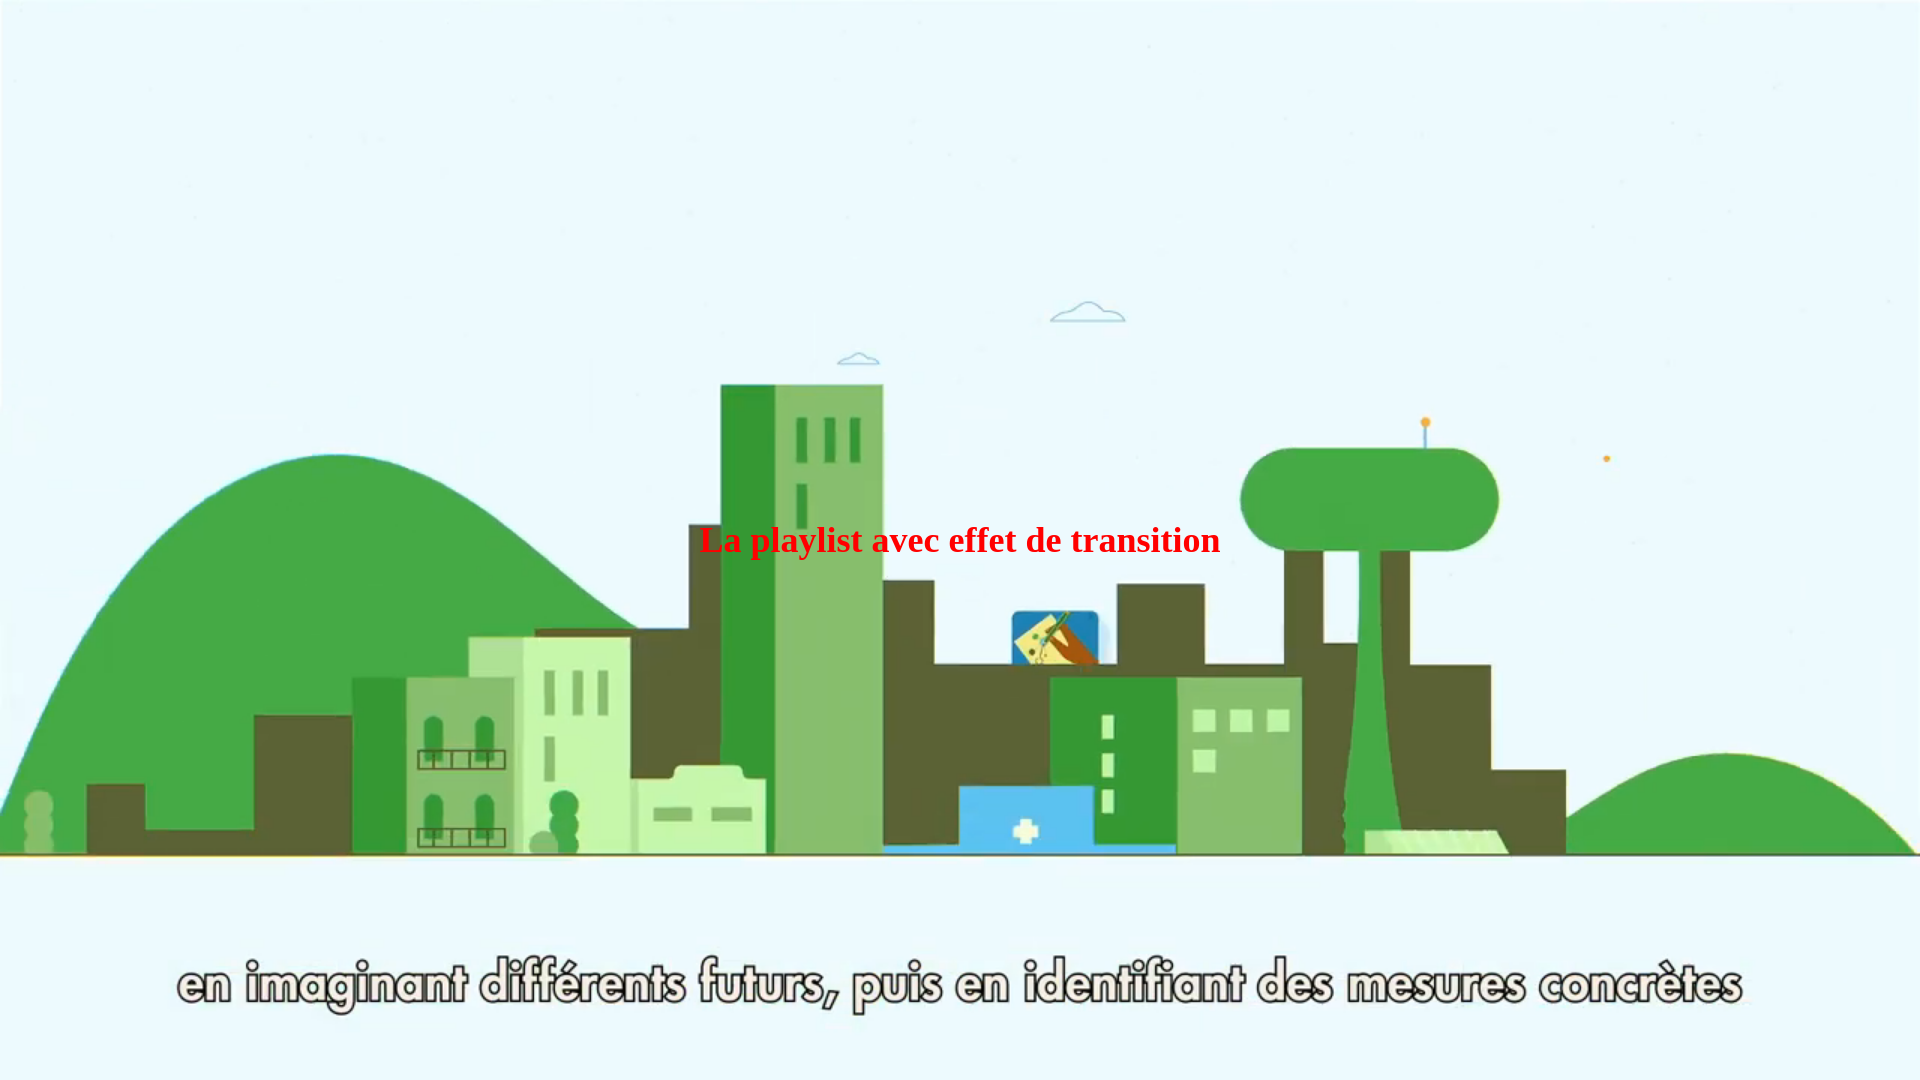 La playlist avec effet de transition
en imaginant différents futurs, puis en identifiant des mesures concrètes